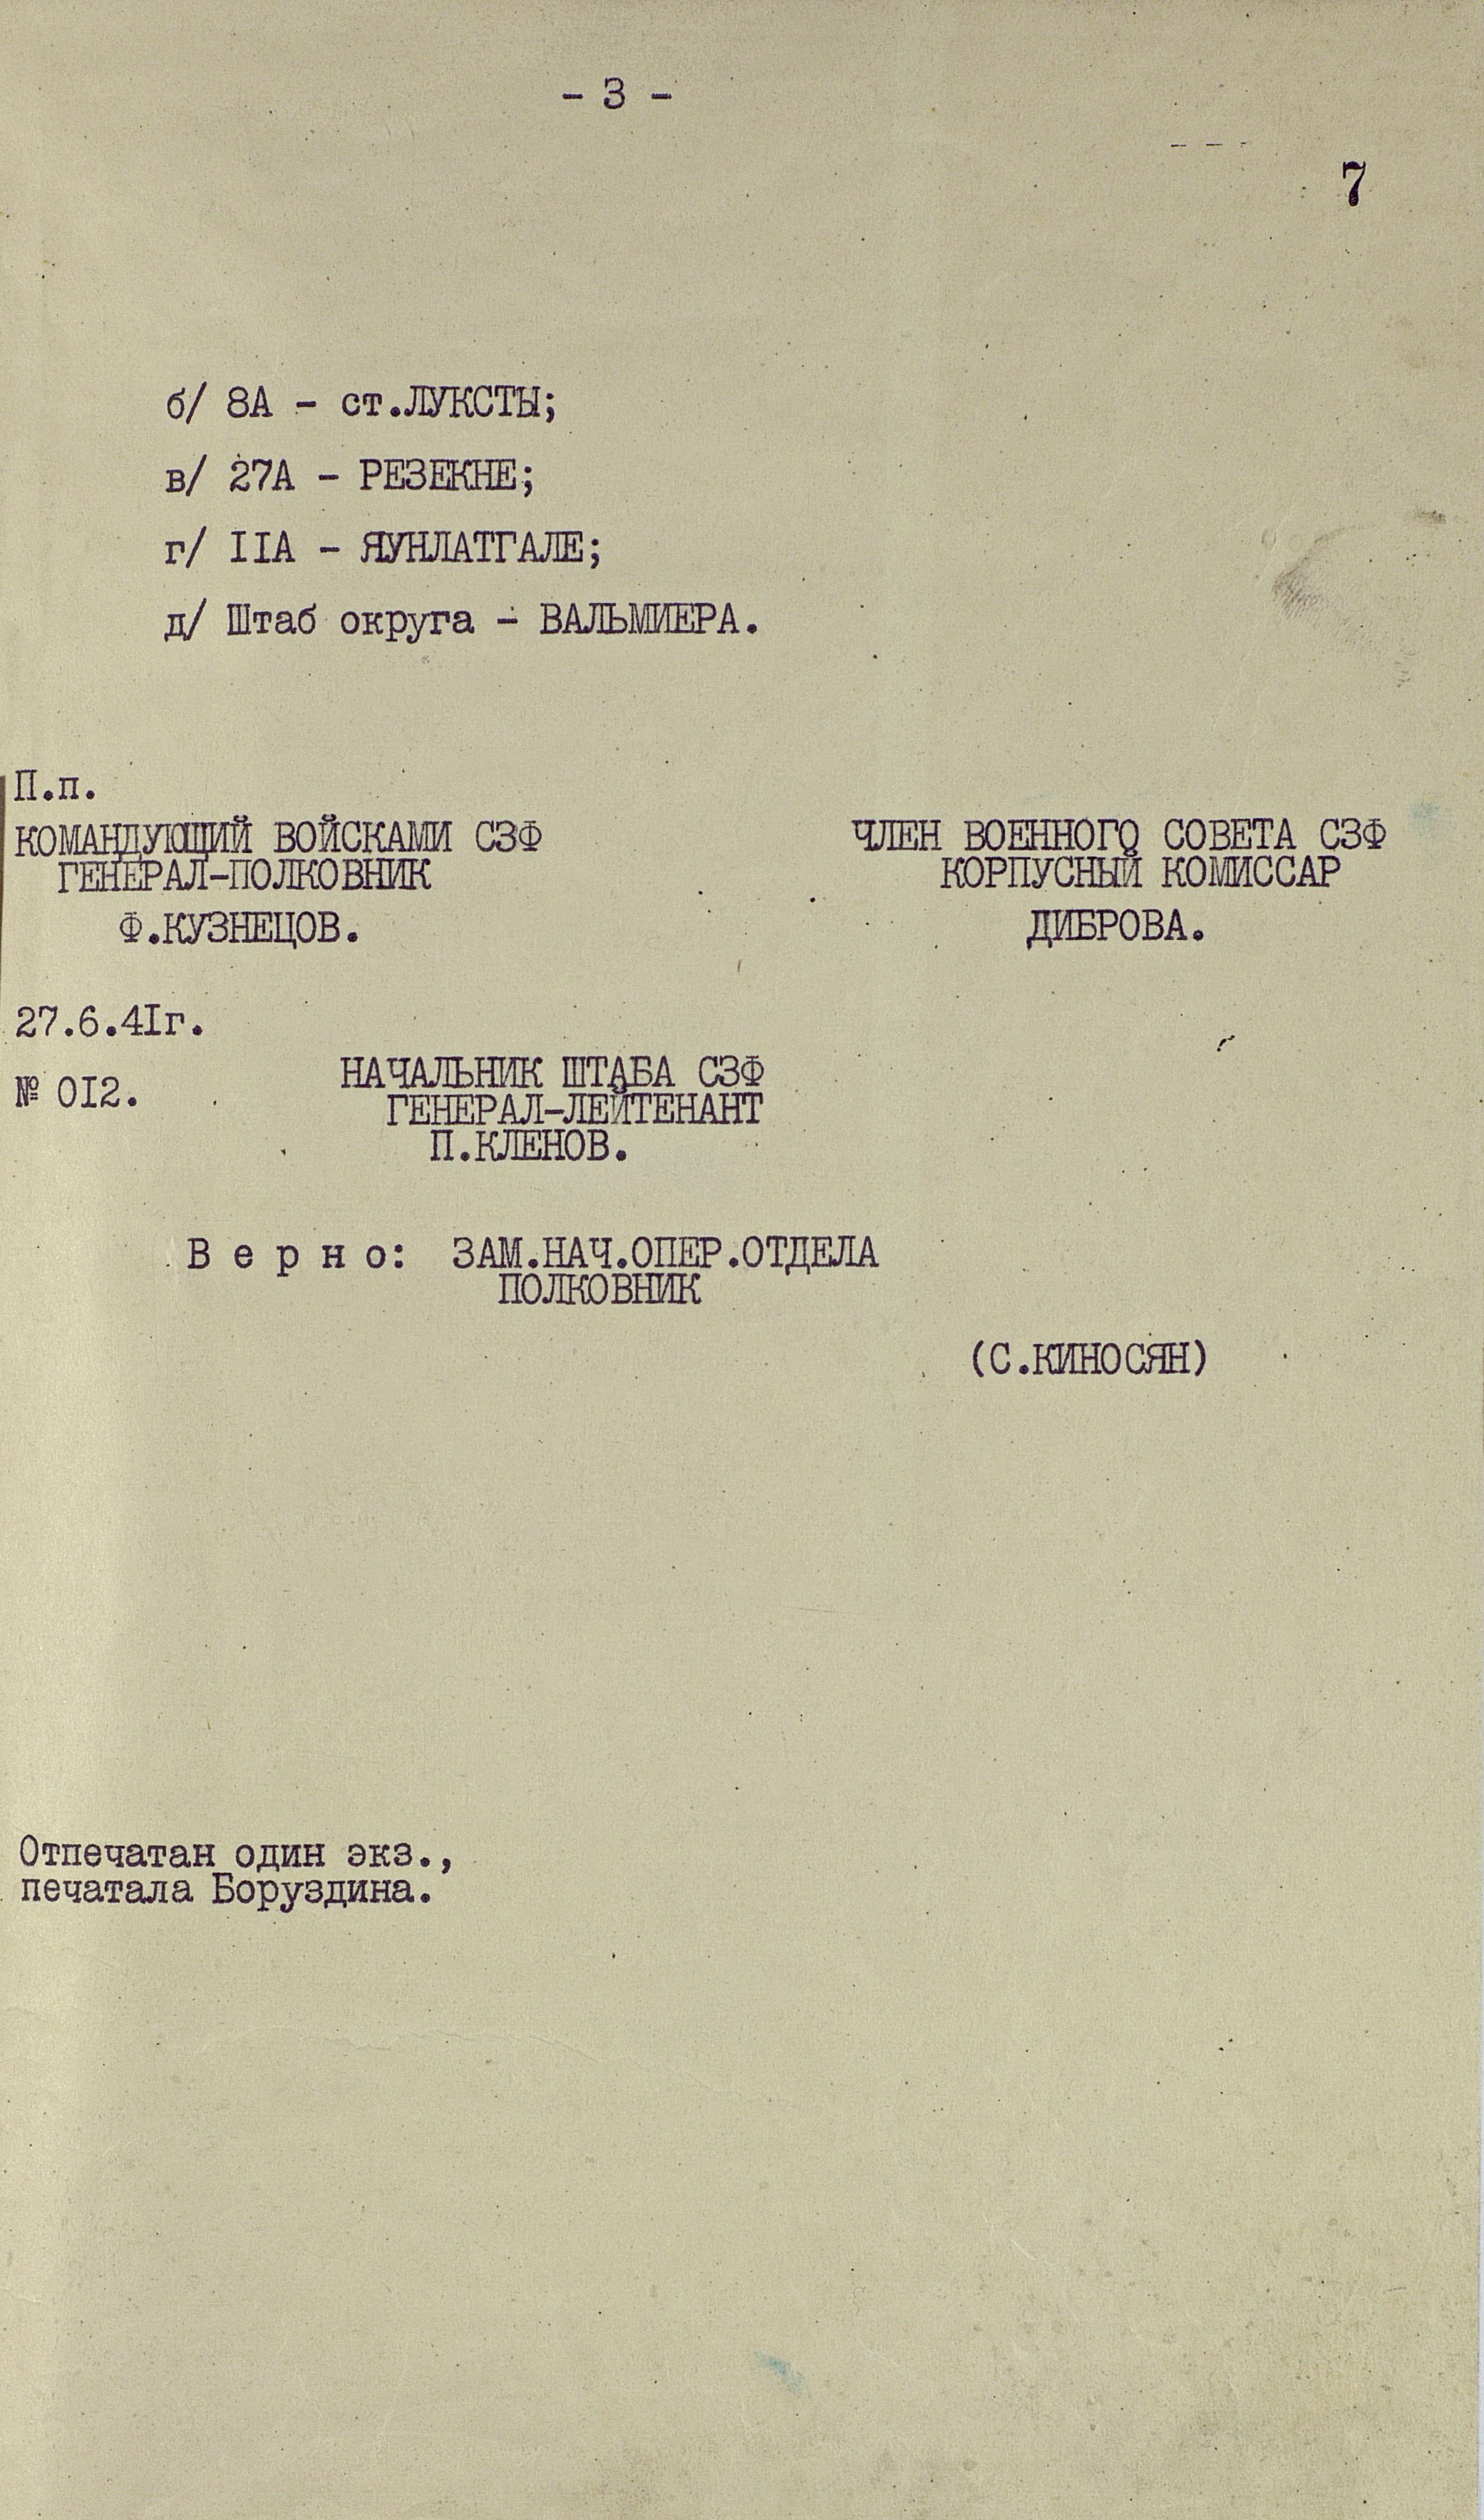 - 3 -
7
б/ 8А - ст.ЛУКСТЫ;
в/ 27А - РЕЗЕКНЕ;
г/ IIА - ЯУНЛАТГАЛЕ;
д/ Штаб округа - ВАЛЬМИЕРА.
П.п.
КОМАНДУЮЩИЙ ВОЙСКАМИ СЗФ
ГЕНЕРАЛ-ПОЛКОВНИК
Ф.КУЗНЕЦОВ.
ЧЛЕН ВОЕННОГО СОВЕТА СЗФ
КОРПУСНЫЙ КОМИССАР
ДИБРОВА.
27.6.4Iг.
№ 0I2.
НАЧАЛЬНИК ШТАБА СЗФ
ГЕНЕРАЛ-ЛЕЙТЕНАНТ
П.КЛЕНОВ.
В е р н о: ЗАМ.НАЧ.ОПЕР.ОТДЕЛА
ПОЛКОВНИК
(С.КИНОСЯН)
Отпечатан один экз.,
печатала Боруздина.